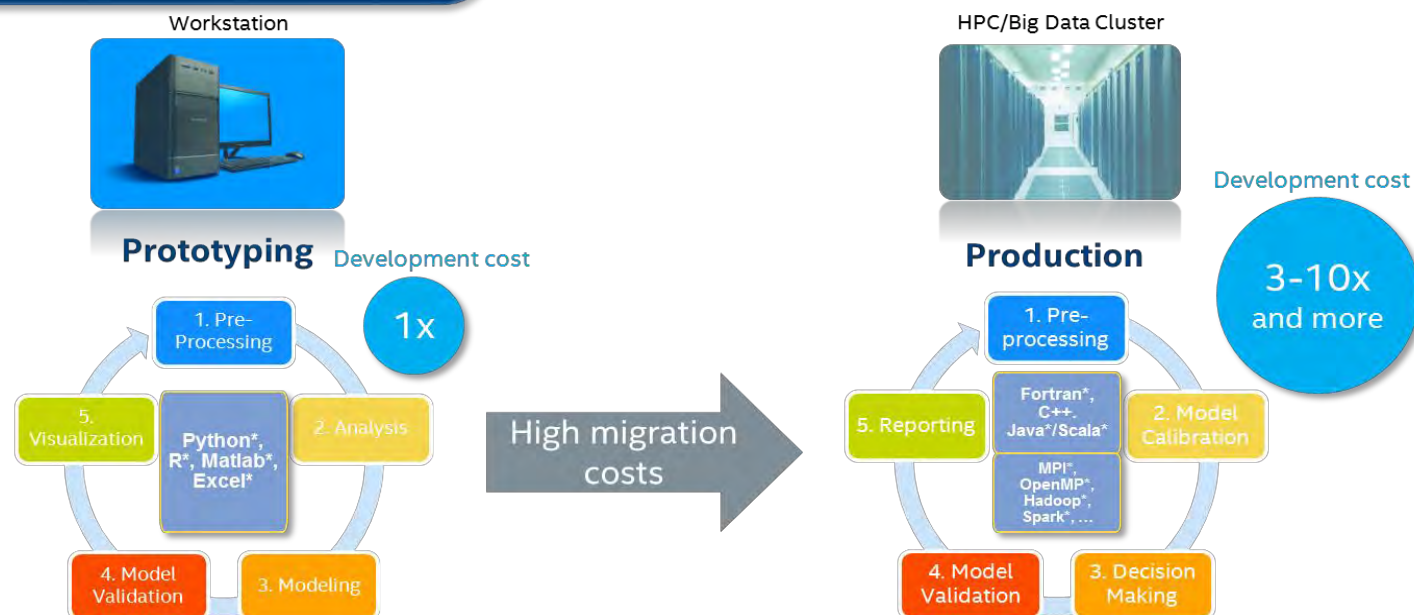 Workstation
Prototyping
Development cost
1x
1. Pre-
Processing
2. Analysis
3. Modeling
4. Model
Validation
5.
Visualization
Python*,
R*, Matlab*,
Excel*
High migration
costs
HPC/Big Data Cluster
Production
Development cost
3-10x
and more
1. Pre-
processing
2. Model
Calibration
3. Decision
Making
4. Model
Validation
5. Reporting
Fortran*,
C++.
Java*/Scala*
MPI*,
OpenMP*,
Hadoop*,
Spark*, ...